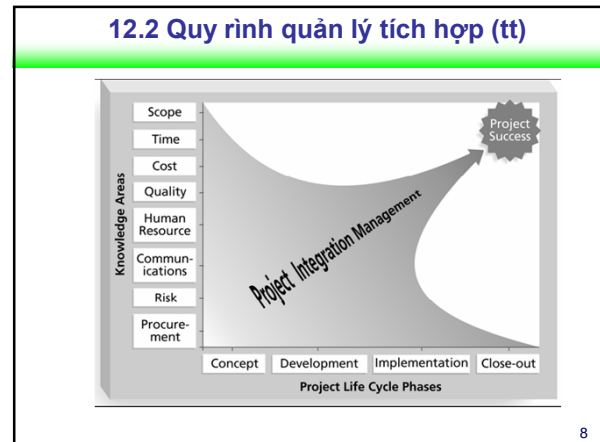 12.2 Quy rình quản lý tích hợp (tt)
Knowledge Areas
Scope
Time
Cost
Quality
Human
Resource
Commun-
ications
Risk
Procure-
ment
Project Integration Management
Project
Success
Concept
Development
Implementation
Close-out
Project Life Cycle Phases
8